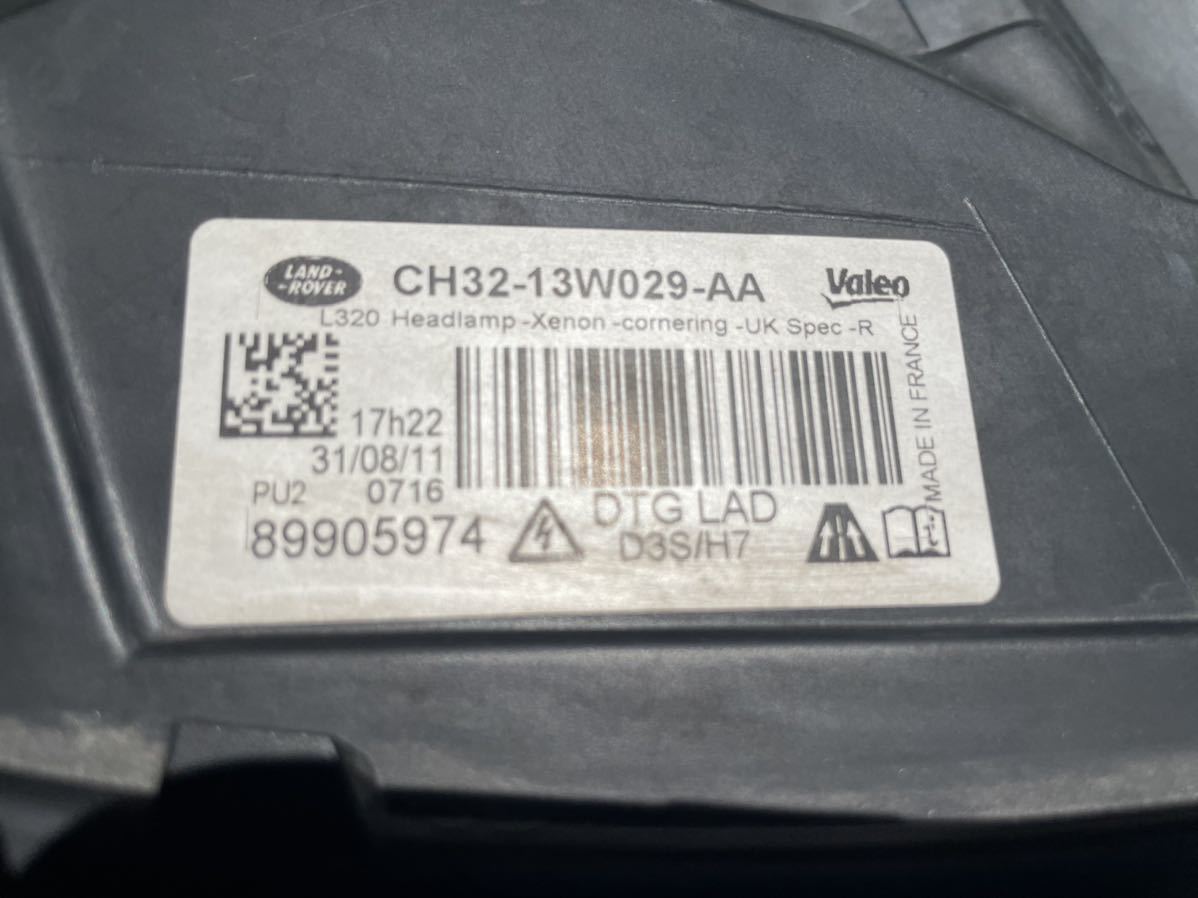 LAND-
-ROVER
CH32-13W029-AA
Valeo
L320 Headlamp -Xenon -cornering -UK Spec -R
17h22
31/08/11
PU2 0716
89905974
DTG LAD
D3S/H7
MADE IN FRANCE